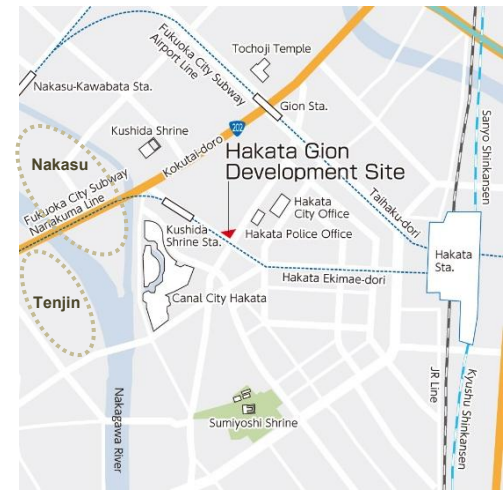 Fukuoka City Subway
Airport Line
Tochoji Temple
Nakasu-Kawabata Sta.
Gion Sta.
Sanyo Shinkansen
Kushida Shrine
202
Kokutai-doro
Hakata Gion
Development Site
Nakasu
Fukuoka City Subway
Nanakuma Line
Taihaku-dori
Hakata
City Office
Kushida
Shrine Sta.
Hakata Police Office
Hakata
Sta.
Tenjin
Canal City Hakata
Hakata Ekimae-dori
Nakagawa River
JR Line
Kyushu Shinkansen
Sumiyoshi Shrine